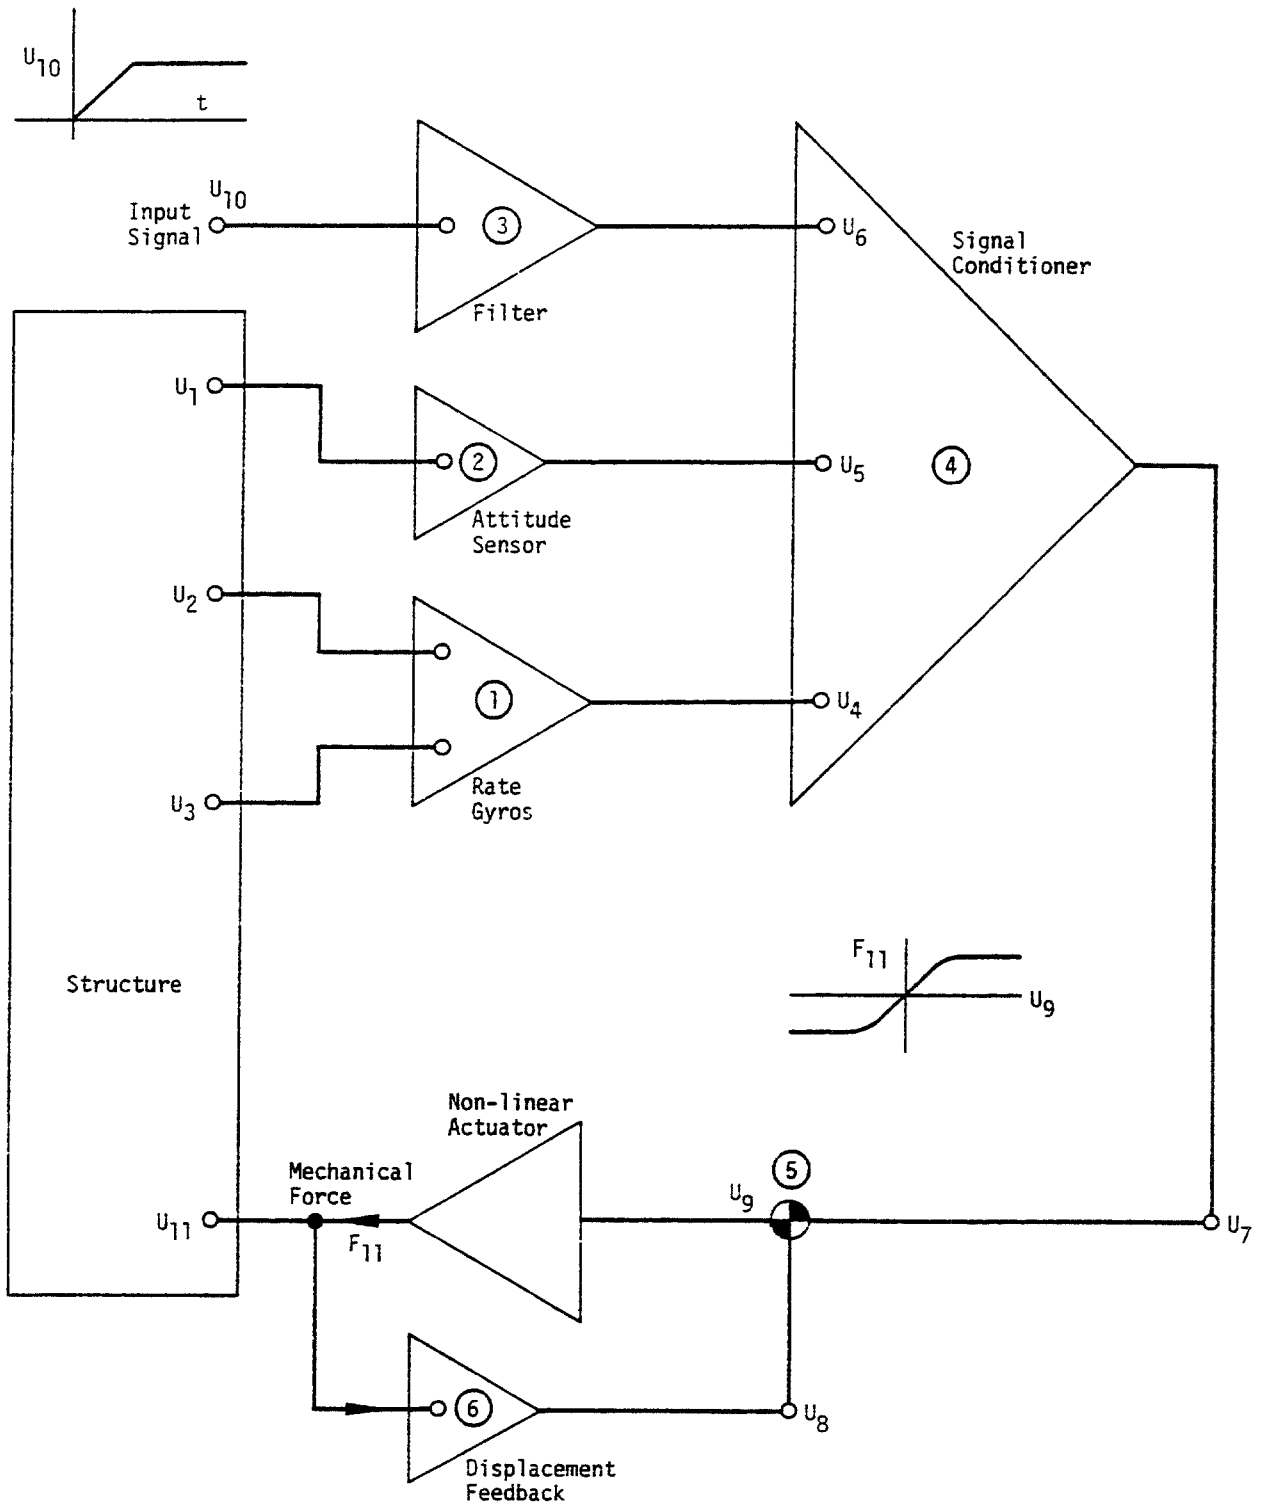 U10
t
U10
Input
Signal
3
U6
Signal
Conditioner
Filter
U1
2
U5
4
Attitude
Sensor
U2
1
U4
U3
Rate
Gyros
F11
U9
Structure
Non-linear
Actuator
Mechanical
Force
5
U9
U11
F11
U7
6
U8
Displacement
Feedback